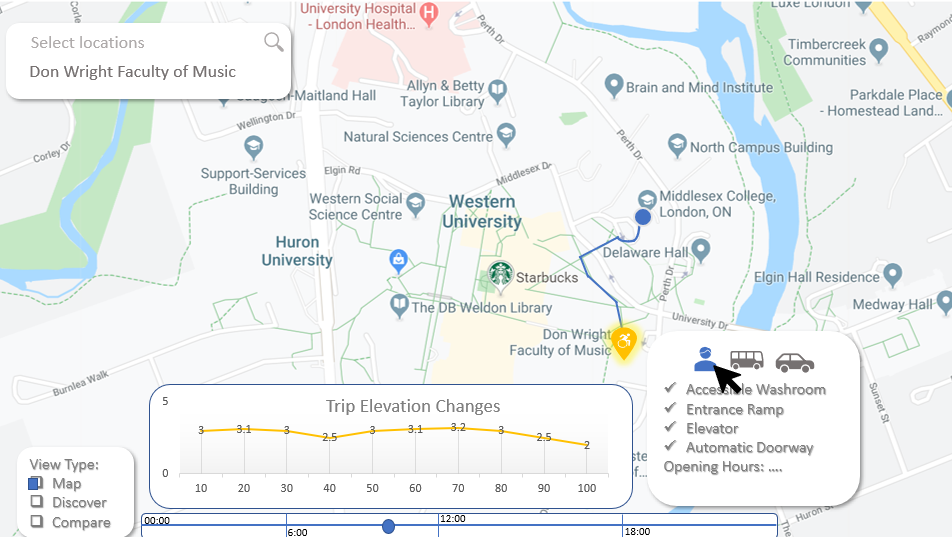 University Hospital
- London Health...
Select locations
Don Wright Faculty of Music
Perth Dr
Luxe London
Raymond
Timbercreek
Communities
Allyn & Betty
Taylor Library
Brain and Mind Institute
Parkdale Place
- Homestead Land...
-Maitland Hall
Wellington Dr
Natural Sciences Centre
Perth Dr
North Campus Building
Corley Dr
Support-Services
Building
Elgin Rd
Middlesex Dr
Western Social
Science Centre
Western
University
Middlesex College,
London, ON
Huron
University
Delaware Hall
Starbucks
Elgin Hall Residence
Perth Dr
The DB Weldon Library
Medway Hall
University Dr
Don Wright
Faculty of Music
Burnlea Walk
Accessible Washroom
Entrance Ramp
Elevator
Automatic Doorway
Opening Hours: ....
Sunset St
Trip Elevation Changes
5
0
3 3.1 3 2.5 3 3.1 3.2 3 2.5 2
10 20 30 40 50 60 70 80 90 100
View Type:
Map
Discover
Compare
00:00
6:00
12:00
18:00
Huron St